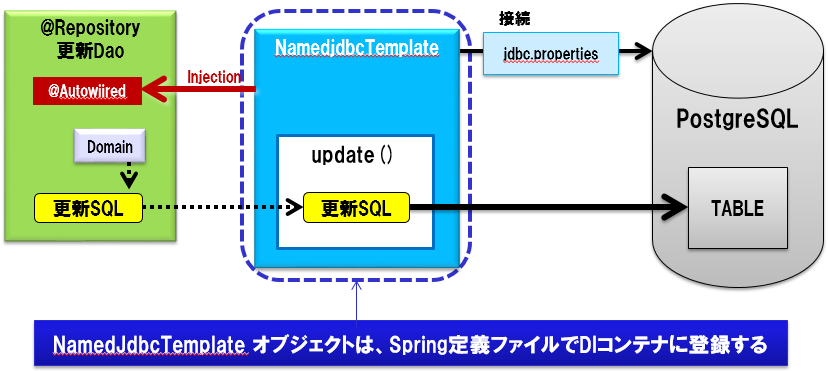 @Repository
更新Dao
@Autowiired
Domain
更新SQL
Injection
NamedjdbcTemplate
update()
更新SQL
接続
jdbc.properties
PostgreSQL
TABLE
NamedJdbcTemplate オブジェクトは、Spring定義ファイルでDIコンテナに登録する